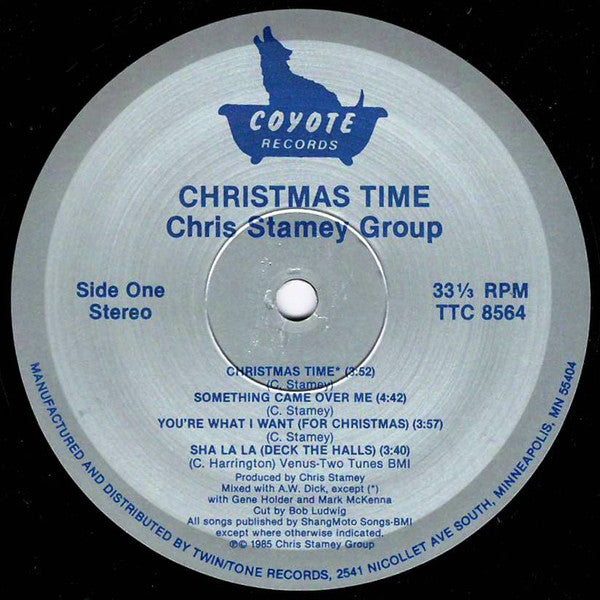 COYOTE
RECORDS
CHRISTMAS TIME
Chris Stamey Group
Side One
Stereo
33 1/3 RPM
TTC 8564
CHRISTMAS TIME* (3:52)
(C. Stamey)
SOMETHING CAME OVER ME (4:42)
(C. Stamey)
YOU'RE WHAT I WANT (FOR CHRISTMAS) (3:57)
(C. Stamey)
SHA LA LA (DECK THE HALLS) (3:40)
(C. Harrington) Venus-Two Tunes BMI
Produced by Chris Stamey
Mixed with A.W. Dick, except (*)
with Gene Holder and Mark McKenna
Cut by Bob Ludwig
All songs published by ShangMoto Songs-BMI
except where otherwise indicated.
℗© 1985 Chris Stamey Group
MANUFACTURED AND DISTRIBUTED BY TWIN/TONE RECORDS, 2541 NICOLLET AVE SOUTH, MINNEAPOLIS, MN 55404